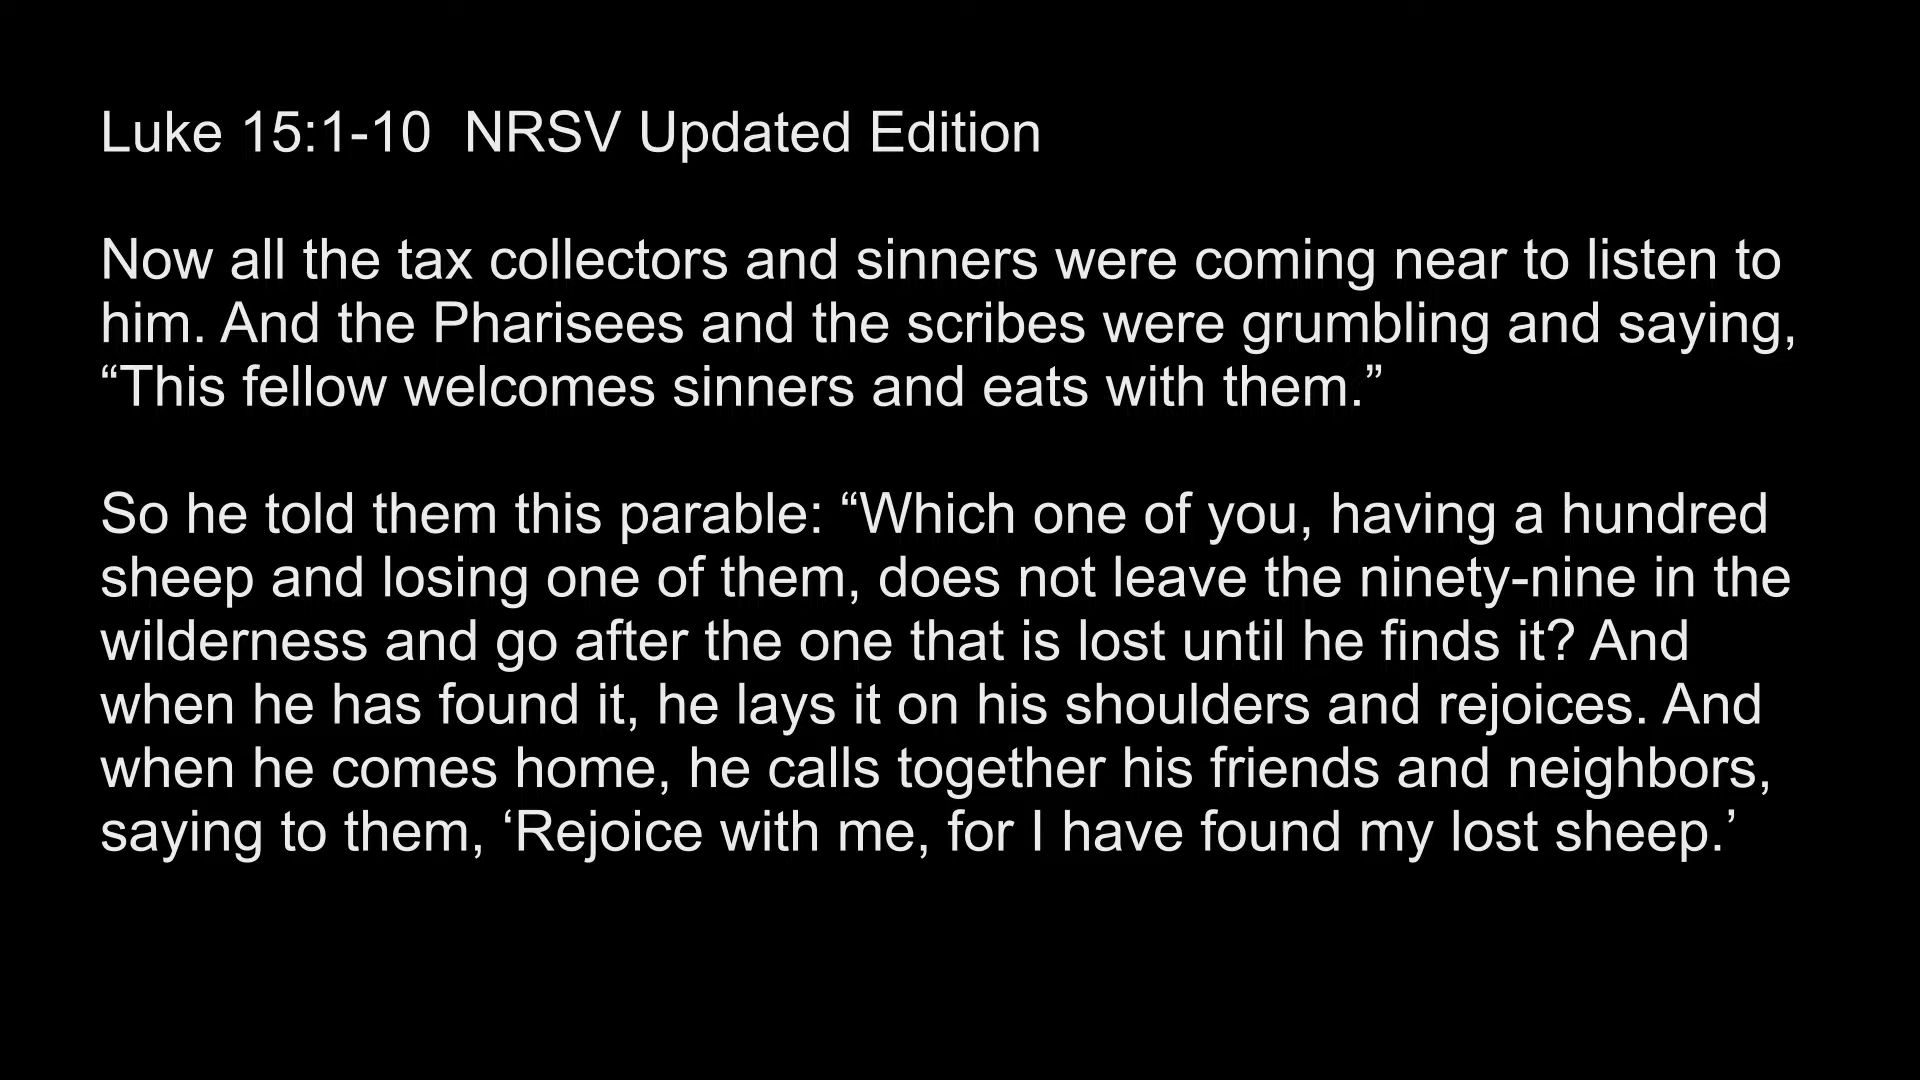 Luke 15:1-10  NRSV Updated Edition
Now all the tax collectors and sinners were coming near to listen to
him. And the Pharisees and the scribes were grumbling and saying,
“This fellow welcomes sinners and eats with them.”
So he told them this parable: “Which one of you, having a hundred
sheep and losing one of them, does not leave the ninety-nine in the
wilderness and go after the one that is lost until he finds it? And
when he has found it, he lays it on his shoulders and rejoices. And
when he comes home, he calls together his friends and neighbors,
saying to them, ‘Rejoice with me, for I have found my lost sheep.’